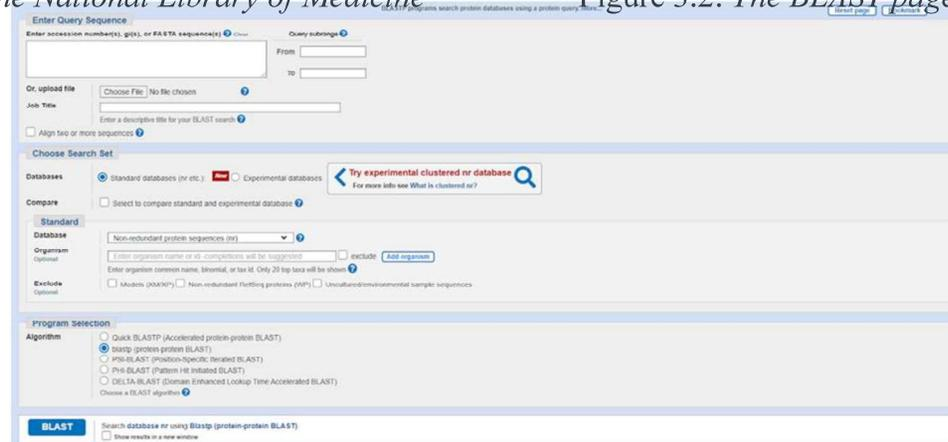 the National Library of Medicine Figure 3.2. The BLAST page
BLASTP programs search protein databases using a protein query. more...
Reset page Bookmark
Enter Query Sequence
Enter accession number(s), gi(s), or FASTA sequence(s) Clear Query subrange
From
To
Or, upload file Choose File No file chosen
Job Title
Enter a descriptive title for your BLAST search
Align two or more sequences
Choose Search Set
Databases Standard databases (nr etc.): New Experimental databases
Try experimental clustered nr database
For more info see What is clustered nr?
Compare Select to compare standard and experimental database
Standard
Database Non-redundant protein sequences (nr)
Organism Enter organism name or id--completions will be suggested exclude Add organism
Optional
Enter organism common name, binomial, or tax id. Only 20 top taxa will be shown
Exclude Models (XM/XP) Non-redundant RefSeq proteins (WP) Uncultured/environmental sample sequences
Optional
Program Selection
Algorithm Quick BLASTP (Accelerated protein-protein BLAST)
blastp (protein-protein BLAST)
PSI-BLAST (Position-Specific Iterated BLAST)
PHI-BLAST (Pattern Hit Initiated BLAST)
DELTA-BLAST (Domain Enhanced Lookup Time Accelerated BLAST)
Choose a BLAST algorithm
BLAST Search database nr using Blastp (protein-protein BLAST)
Show results in a new window